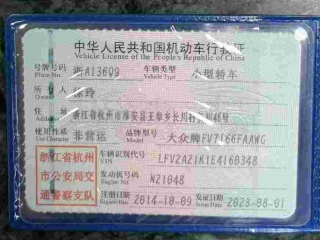 中华人民共和国机动车行驶证
Vehicle License of the People's Republic of China
号牌号码 浙A13609 车辆类型 小型轿车
Plate No. Vehicle Type
所有人
Owner
住址 浙江省杭州市淳安县王阜乡
Address
使用性质 非营运 品牌型号 大众牌FV7166FAAWG
Use Character Model
浙江省杭州 车辆识别代号 LFV2A21K1E4160348
VIN
市公安局交 发动机号码 N21048
Engine No.
通警察支队 注册日期 2014-10-09 发证日期 2023-08-01
Register Date Issue Date